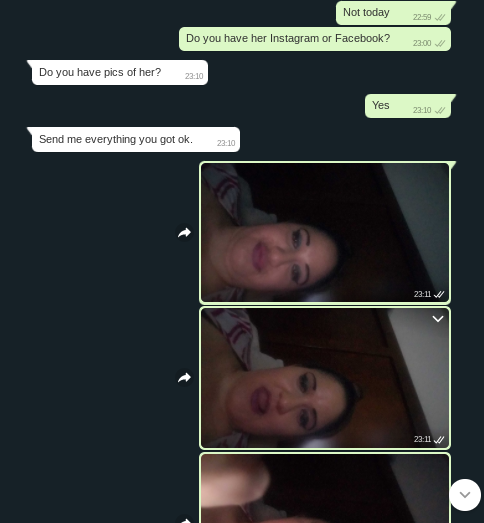 Not today
22:59
Do you have her Instagram or Facebook?
23:00
Do you have pics of her?
23:10
Yes
23:10
Send me everything you got ok.
23:10
23:11
23:11